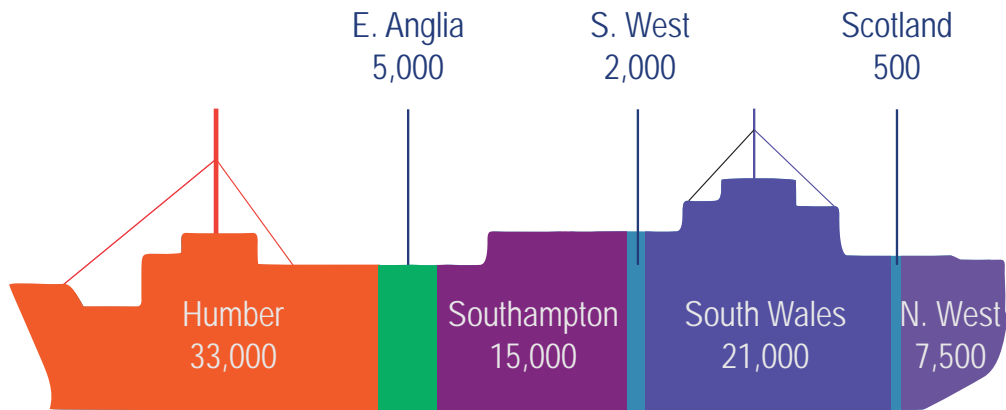 E. Anglia
5,000
S. West
2,000
Scotland
500
Humber
33,000
Southampton
15,000
South Wales
21,000
N. West
7,500